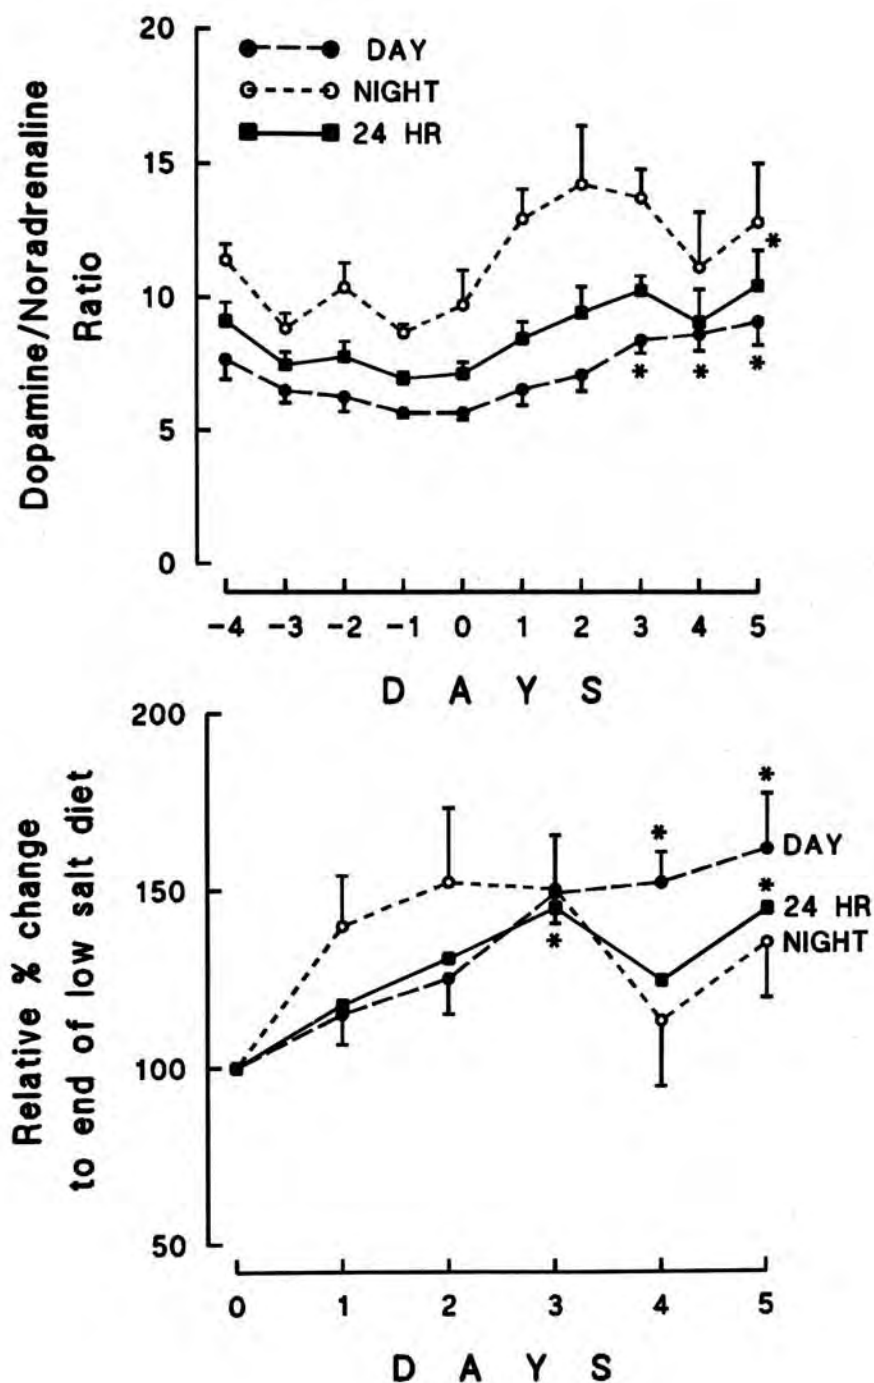 20
DAY
NIGHT
24 HR
15
10
5
0
Dopamine/Noradrenaline
Ratio
*
* * *
-4 -3 -2 -1 0 1 2 3 4 5
DAYS
200
150
100
50
Relative % change
to end of low salt diet
*
*
DAY
*
24 HR
*
NIGHT
0 1 2 3 4 5
DAYS